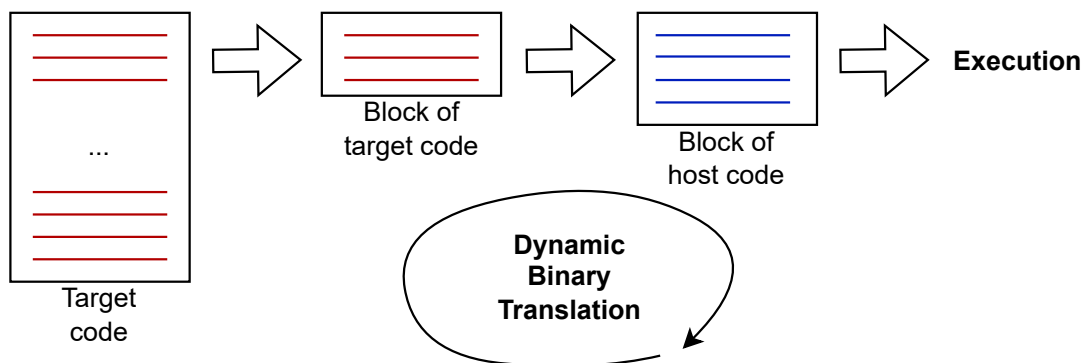 Execution
Block of
target code
Block of
host code
...
Dynamic
Binary
Translation
Target
code